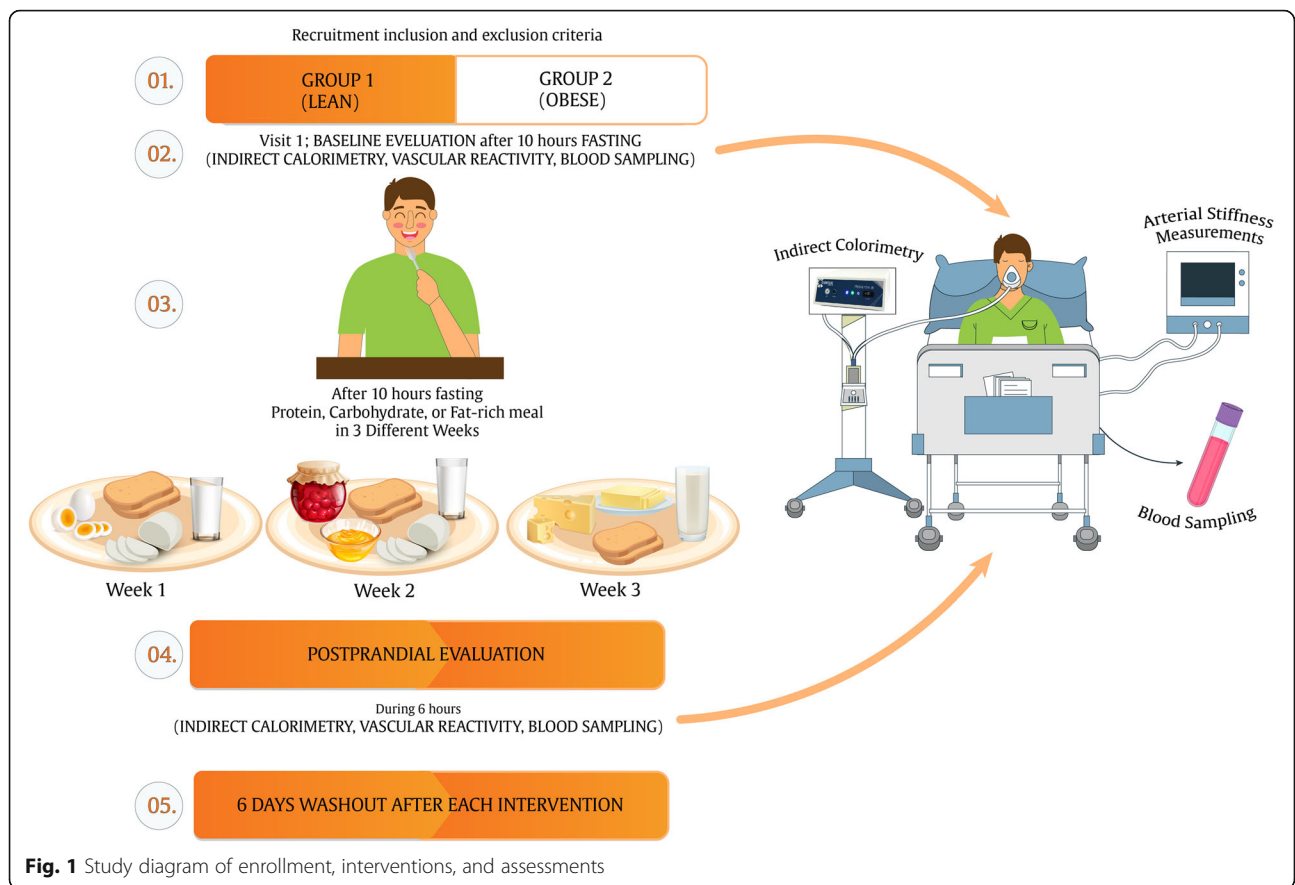 Recruitment inclusion and exclusion criteria
01.
GROUP 1
(LEAN)
GROUP 2
(OBESE)
02.
Visit 1; BASELINE EVELUATION after 10 hours FASTING
(INDIRECT CALORIMETRY, VASCULAR REACTIVITY, BLOOD SAMPLING)
Indirect Colorimetry
Arterial Stiffness
Measurements
Blood Sampling
03.
After 10 hours fasting
Protein, Carbohydrate, or Fat-rich meal
in 3 Different Weeks
Week 1
Week 2
Week 3
04.
POSTPRANDIAL EVALUATION
During 6 hours
(INDIRECT CALORIMETRY, VASCULAR REACTIVITY, BLOOD SAMPLING)
05.
6 DAYS WASHOUT AFTER EACH INTERVENTION
Fig. 1 Study diagram of enrollment, interventions, and assessments